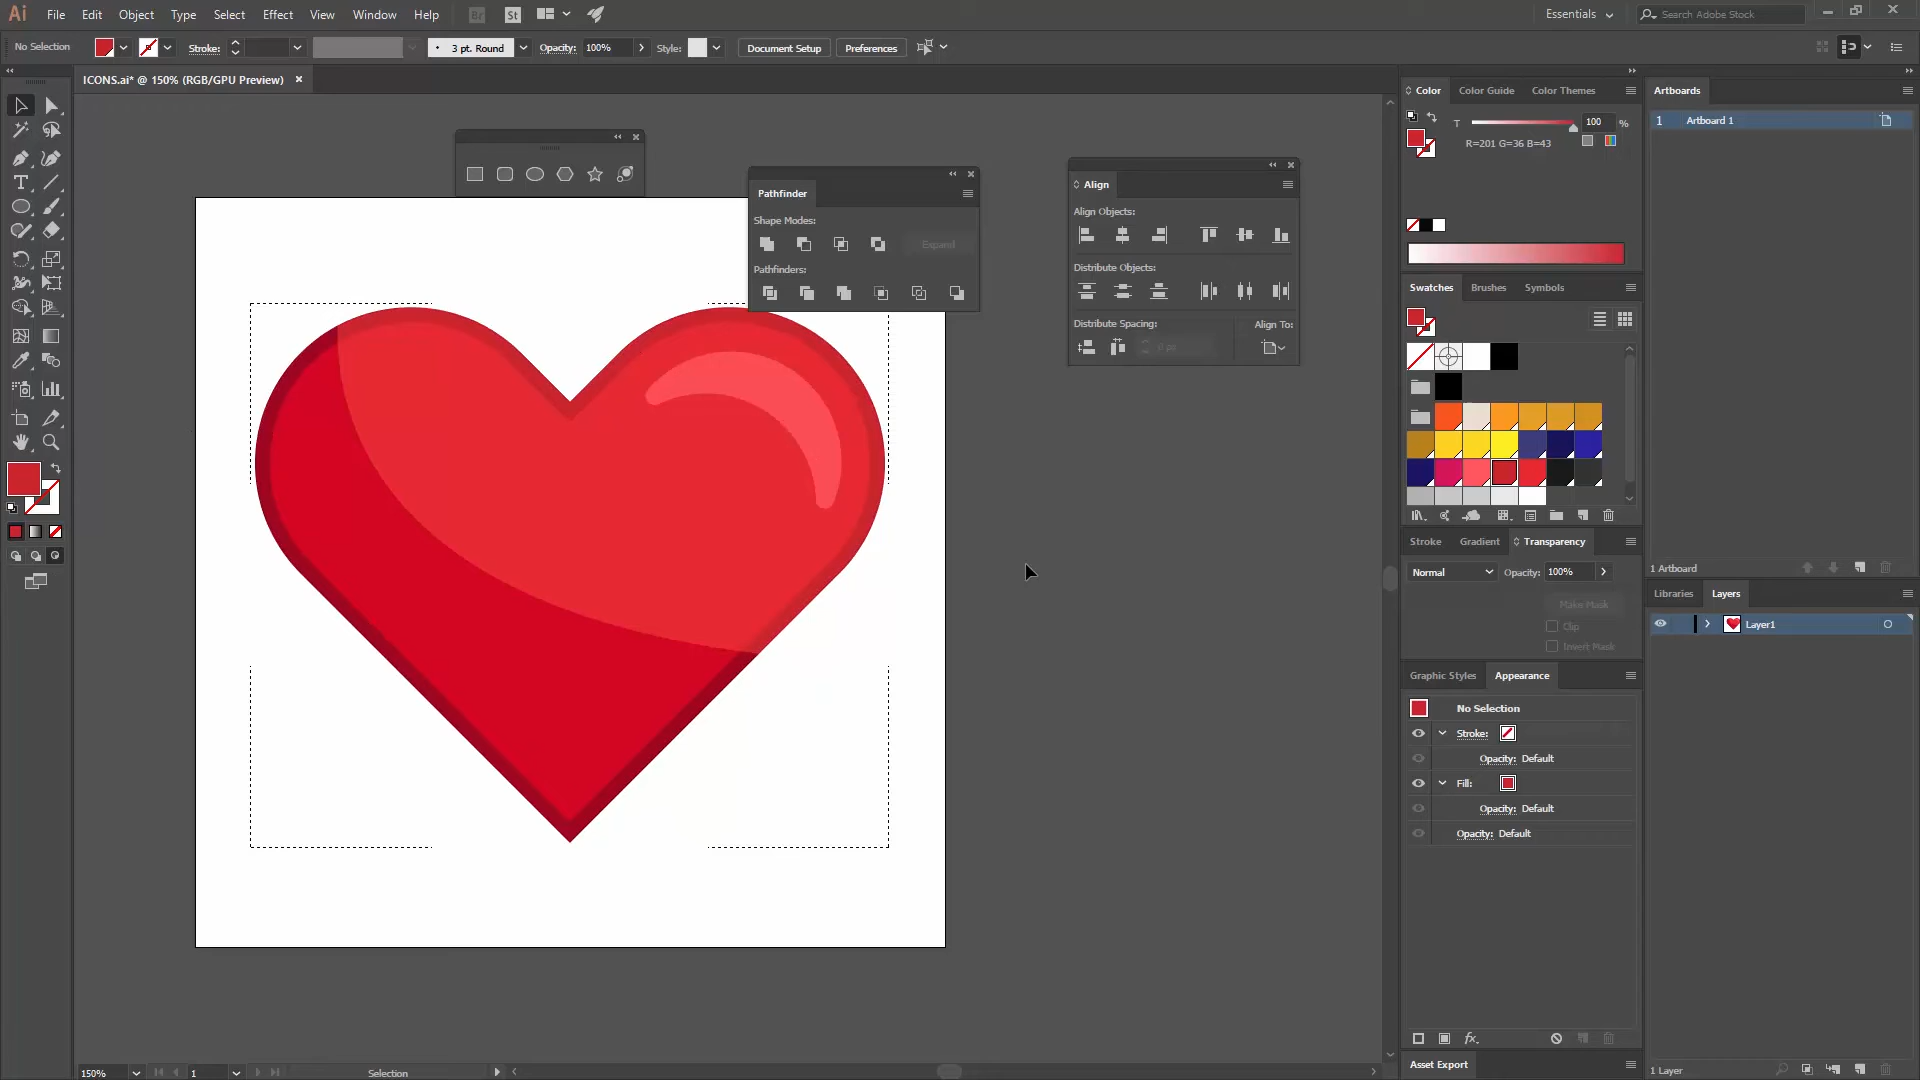 Ai File Edit Object Type Select Effect View Window Help Br St Essentials Search Adobe Stock
No Selection Stroke: 3 pt. Round Opacity: 100% Style: Document Setup Preferences
ICONS.ai* @ 150% (RGB/GPU Preview)
Color Color Guide Color Themes
T 100 %
R=201 G=36 B=43
Artboards
1 Artboard 1
Pathfinder
Shape Modes:
Expand
Pathfinders:
Align
Align Objects:
Distribute Objects:
Distribute Spacing: Align To:
0 px
Swatches Brushes Symbols
Stroke Gradient Transparency
Normal Opacity: 100%
Make Mask
Clip
Invert Mask
1 Artboard
Libraries Layers
Layer1
Graphic Styles Appearance
No Selection
Stroke:
Opacity: Default
Fill:
Opacity: Default
Opacity: Default
fx
Asset Export
1 Layer
150% 1 Selection